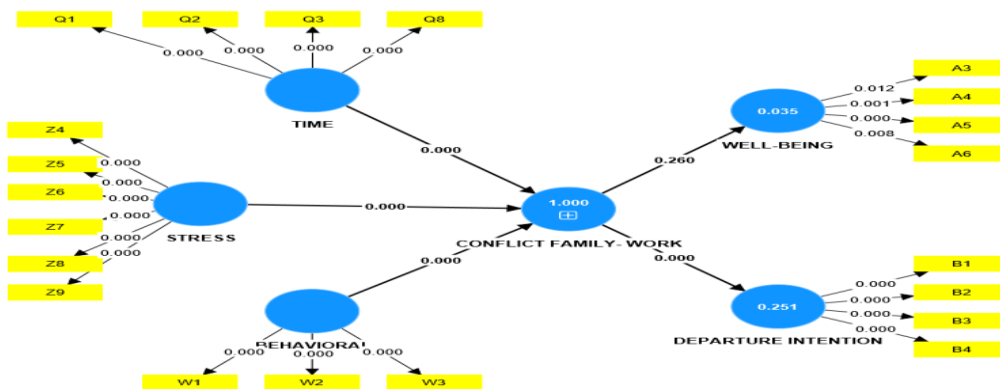 Q1
Q2
Q3
Q8
0.000
0.000
0.000
0.000
TIME
Z4
Z5
Z6
Z7
Z8
Z9
0.000
0.000
0.000
0.000
0.000
0.000
STRESS
0.000
0.000
0.000
1.000
CONFLICT FAMILY- WORK
BEHAVIORAL
0.000
0.000
0.000
W1
W2
W3
0.260
0.000
0.035
WELL-BEING
0.012
0.001
0.000
0.008
A3
A4
A5
A6
0.251
DEPARTURE INTENTION
0.000
0.000
0.000
0.000
B1
B2
B3
B4